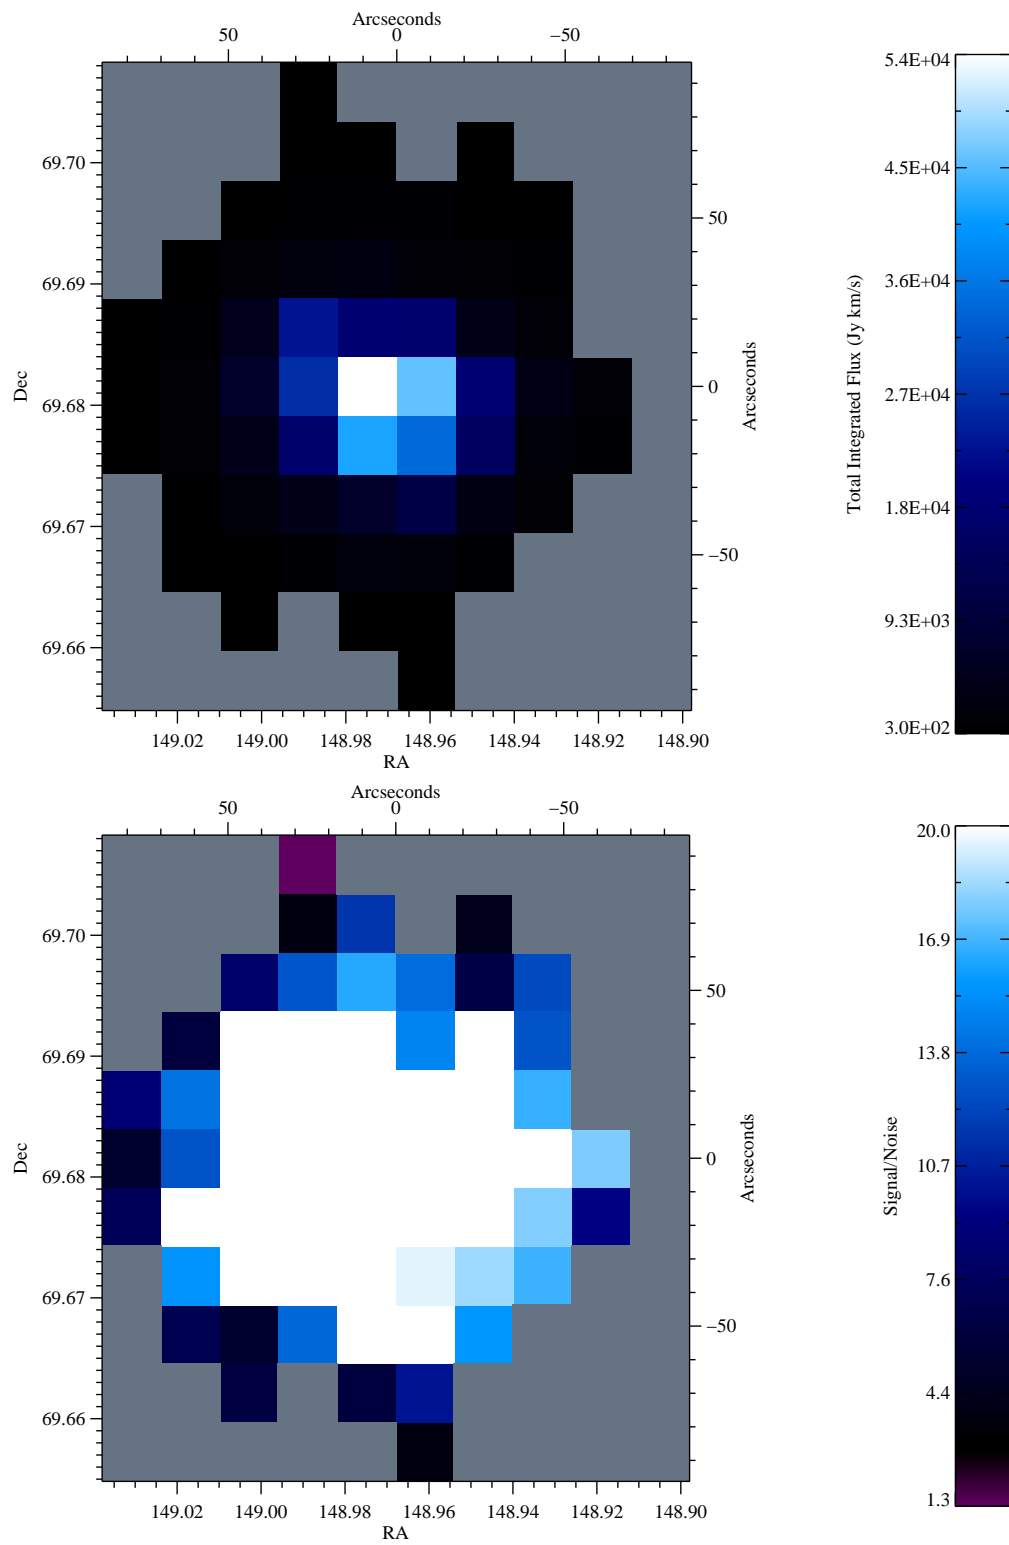 Arcseconds
50 0 −50
5.4E+04
69.70
4.5E+04
50
69.69
3.6E+04
Dec
69.68
0
Arcseconds
Total Integrated Flux (Jy km/s)
2.7E+04
1.8E+04
69.67
−50
9.3E+03
69.66
3.0E+02
149.02 149.00 148.98 148.96 148.94 148.92 148.90
RA
Arcseconds
50 0 −50
20.0
69.70
16.9
50
69.69
13.8
Dec
69.68
0
Arcseconds
Signal/Noise
10.7
7.6
69.67
−50
4.4
69.66
1.3
149.02 149.00 148.98 148.96 148.94 148.92 148.90
RA